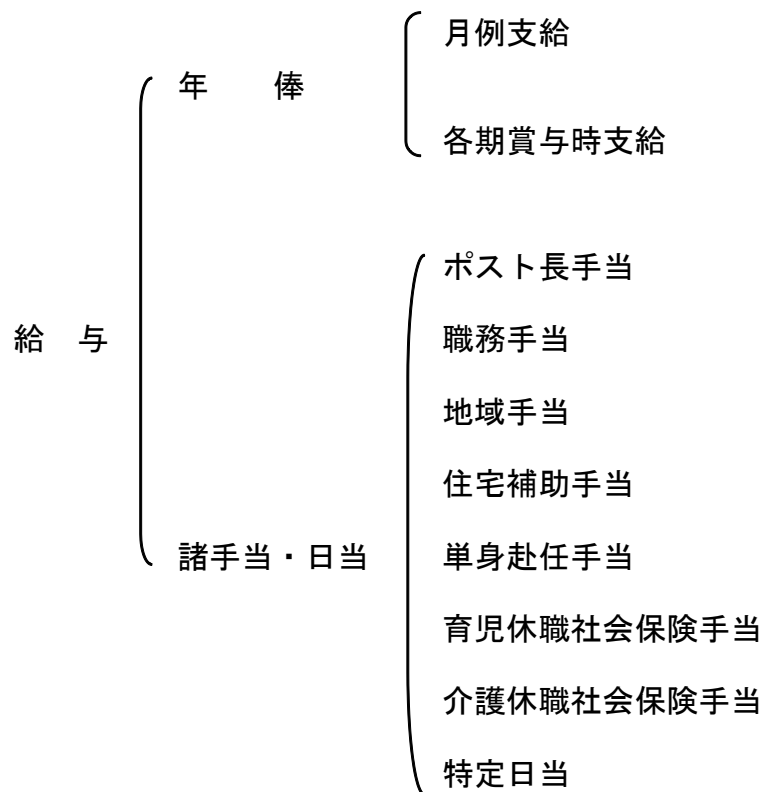 月例支給
年　　俸
各期賞与時支給
ポスト長手当
給　与
職務手当
地域手当
住宅補助手当
諸手当・日当
単身赴任手当
育児休職社会保険手当
介護休職社会保険手当
特定日当